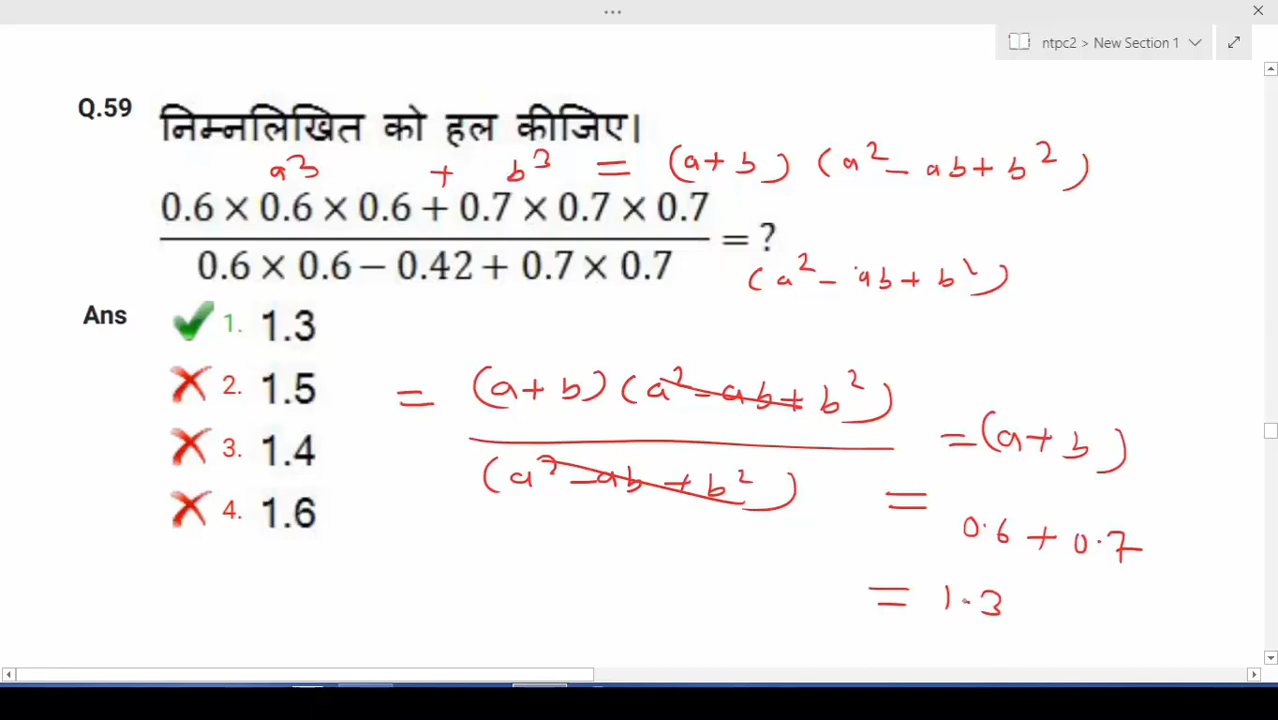 ntpc2 > New Section 1
Q.59 निम्नलिखित को हल कीजिए।
a³ + b³ = (a+b) (a² - ab + b²)
0.6 × 0.6 × 0.6 + 0.7 × 0.7 × 0.7
= ?
0.6 × 0.6 − 0.42 + 0.7 × 0.7
(a² - ab + b²)
Ans
1. 1.3
2. 1.5
3. 1.4
4. 1.6
= (a+b) (a² - ab + b²)
(a² - ab + b²)
= (a+b)
= 0.6 + 0.7
= 1.3